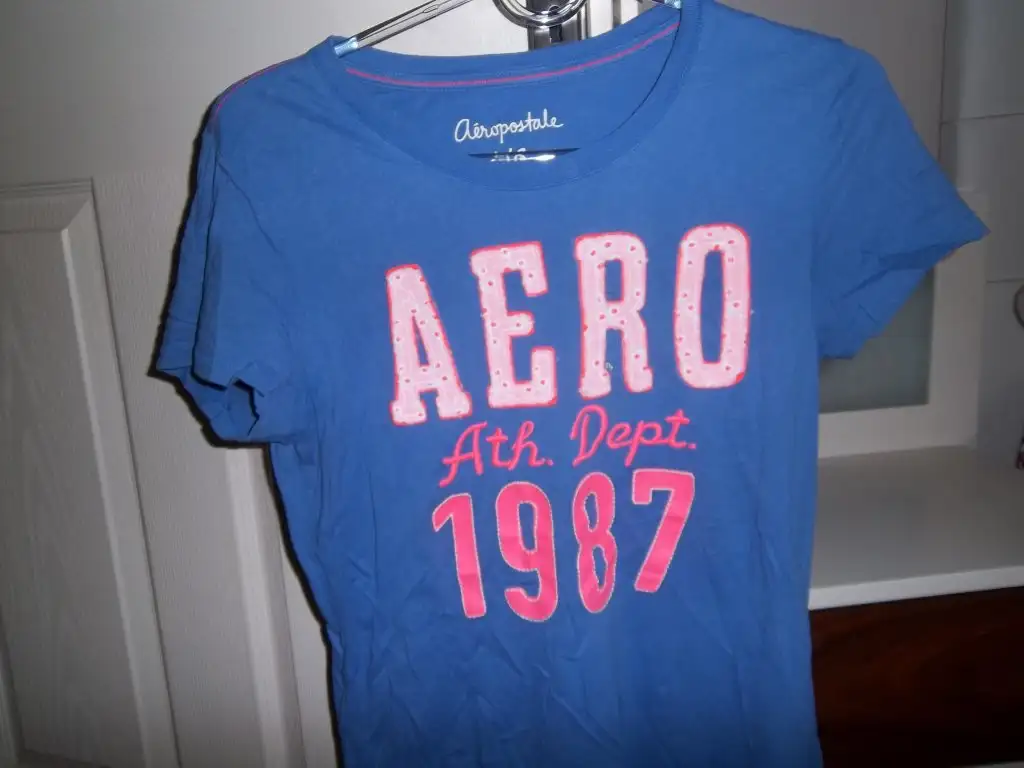 Aéropostale
AERO
Ath. Dept.
1987